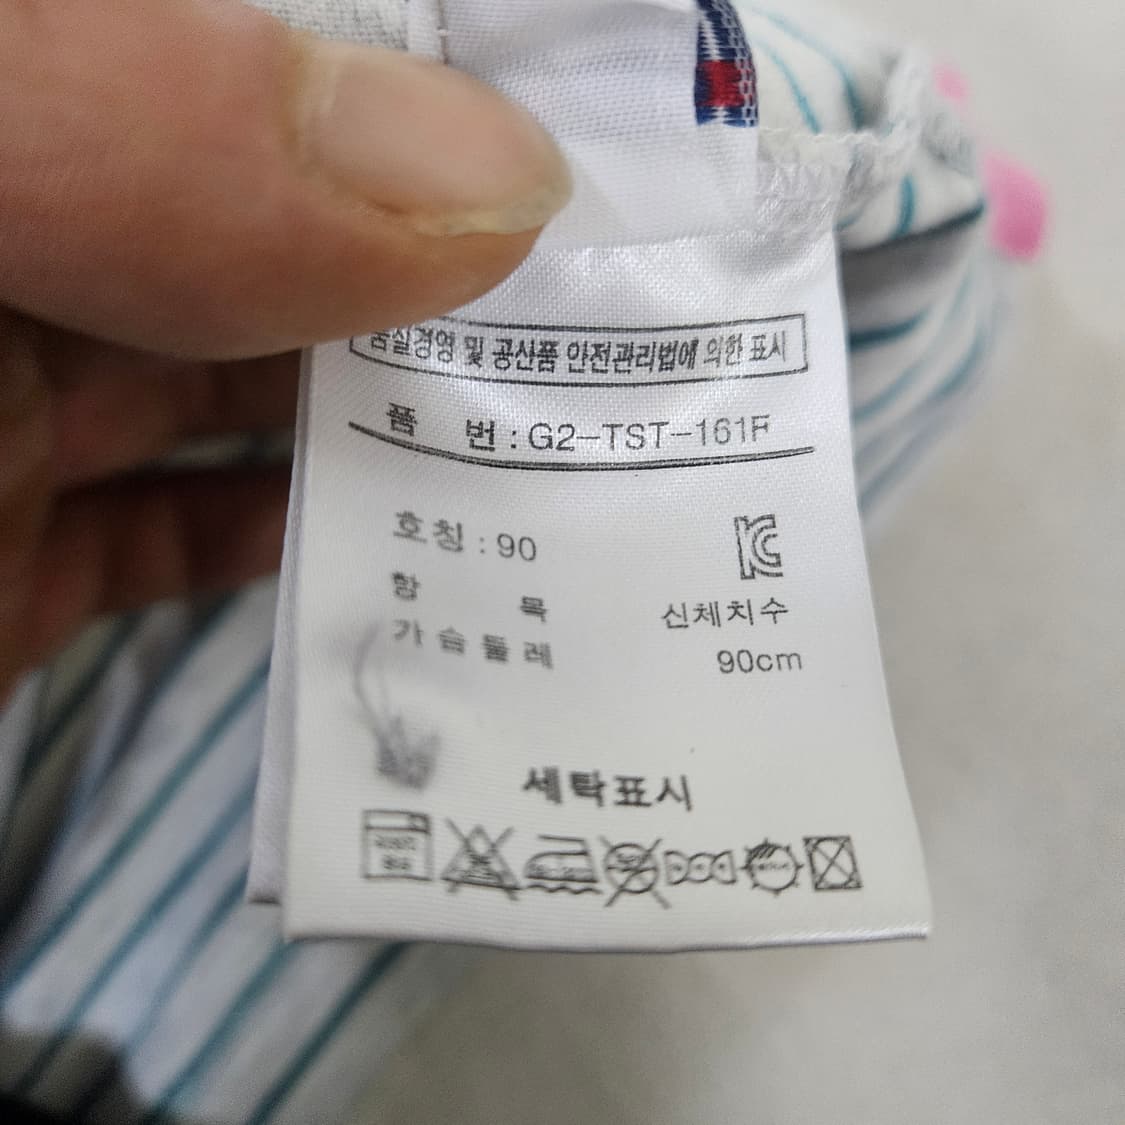 품질경영 및 공산품 안전관리법에 의한 표시
품 번 : G2-TST-161F
호칭 : 90
항 목 신체치수
가슴둘레 90cm
세탁표시